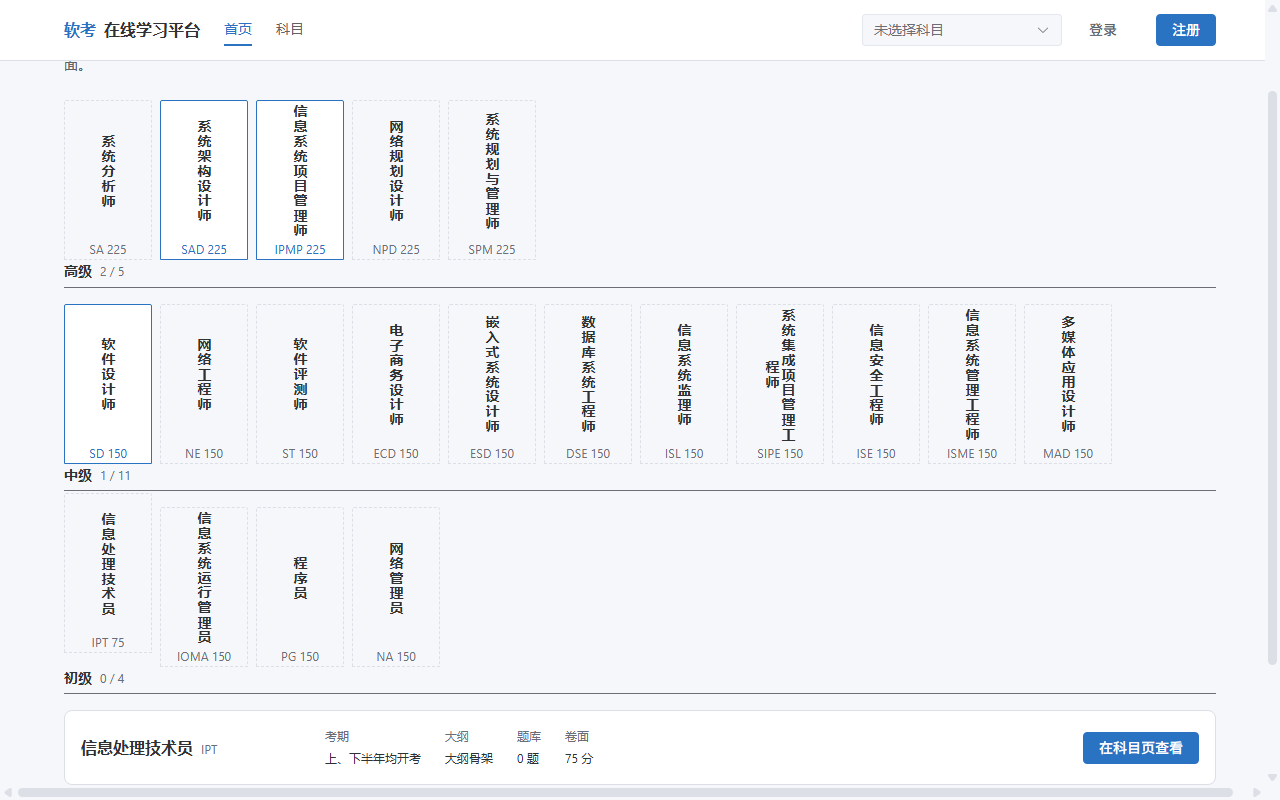 软考 在线学习平台 首页 科目 未选择科目 登录 注册
面。
系统分析师
SA 225
系统架构设计师
SAD 225
信息系统项目管理师
IPMP 225
网络规划设计师
NPD 225
系统规划与管理师
SPM 225
高级 2 / 5
软件设计师
SD 150
网络工程师
NE 150
软件评测师
ST 150
电子商务设计师
ECD 150
嵌入式系统设计师
ESD 150
数据库系统工程师
DSE 150
信息系统监理师
ISL 150
系统集成项目管理工
程师
SIPE 150
信息安全工程师
ISE 150
信息系统管理工程师
ISME 150
多媒体应用设计师
MAD 150
中级 1 / 11
信息处理技术员
IPT 75
信息系统运行管理员
IOMA 150
程序员
PG 150
网络管理员
NA 150
初级 0 / 4
信息处理技术员 IPT
考期 大纲 题库 卷面
上、下半年均开考 大纲骨架 0 题 75 分
在科目页查看